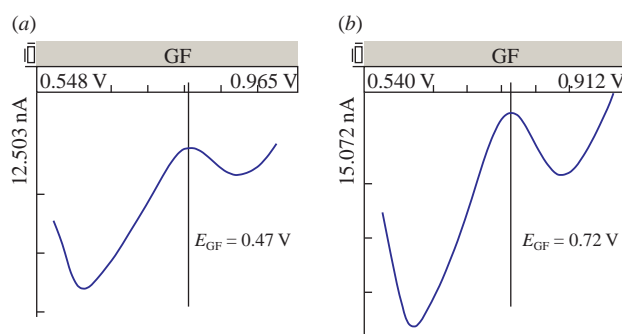 (a)
GF
0.548 V 0.965 V
12.503 nA
E_GF = 0.47 V
(b)
GF
0.540 V 0.912 V
15.072 nA
E_GF = 0.72 V